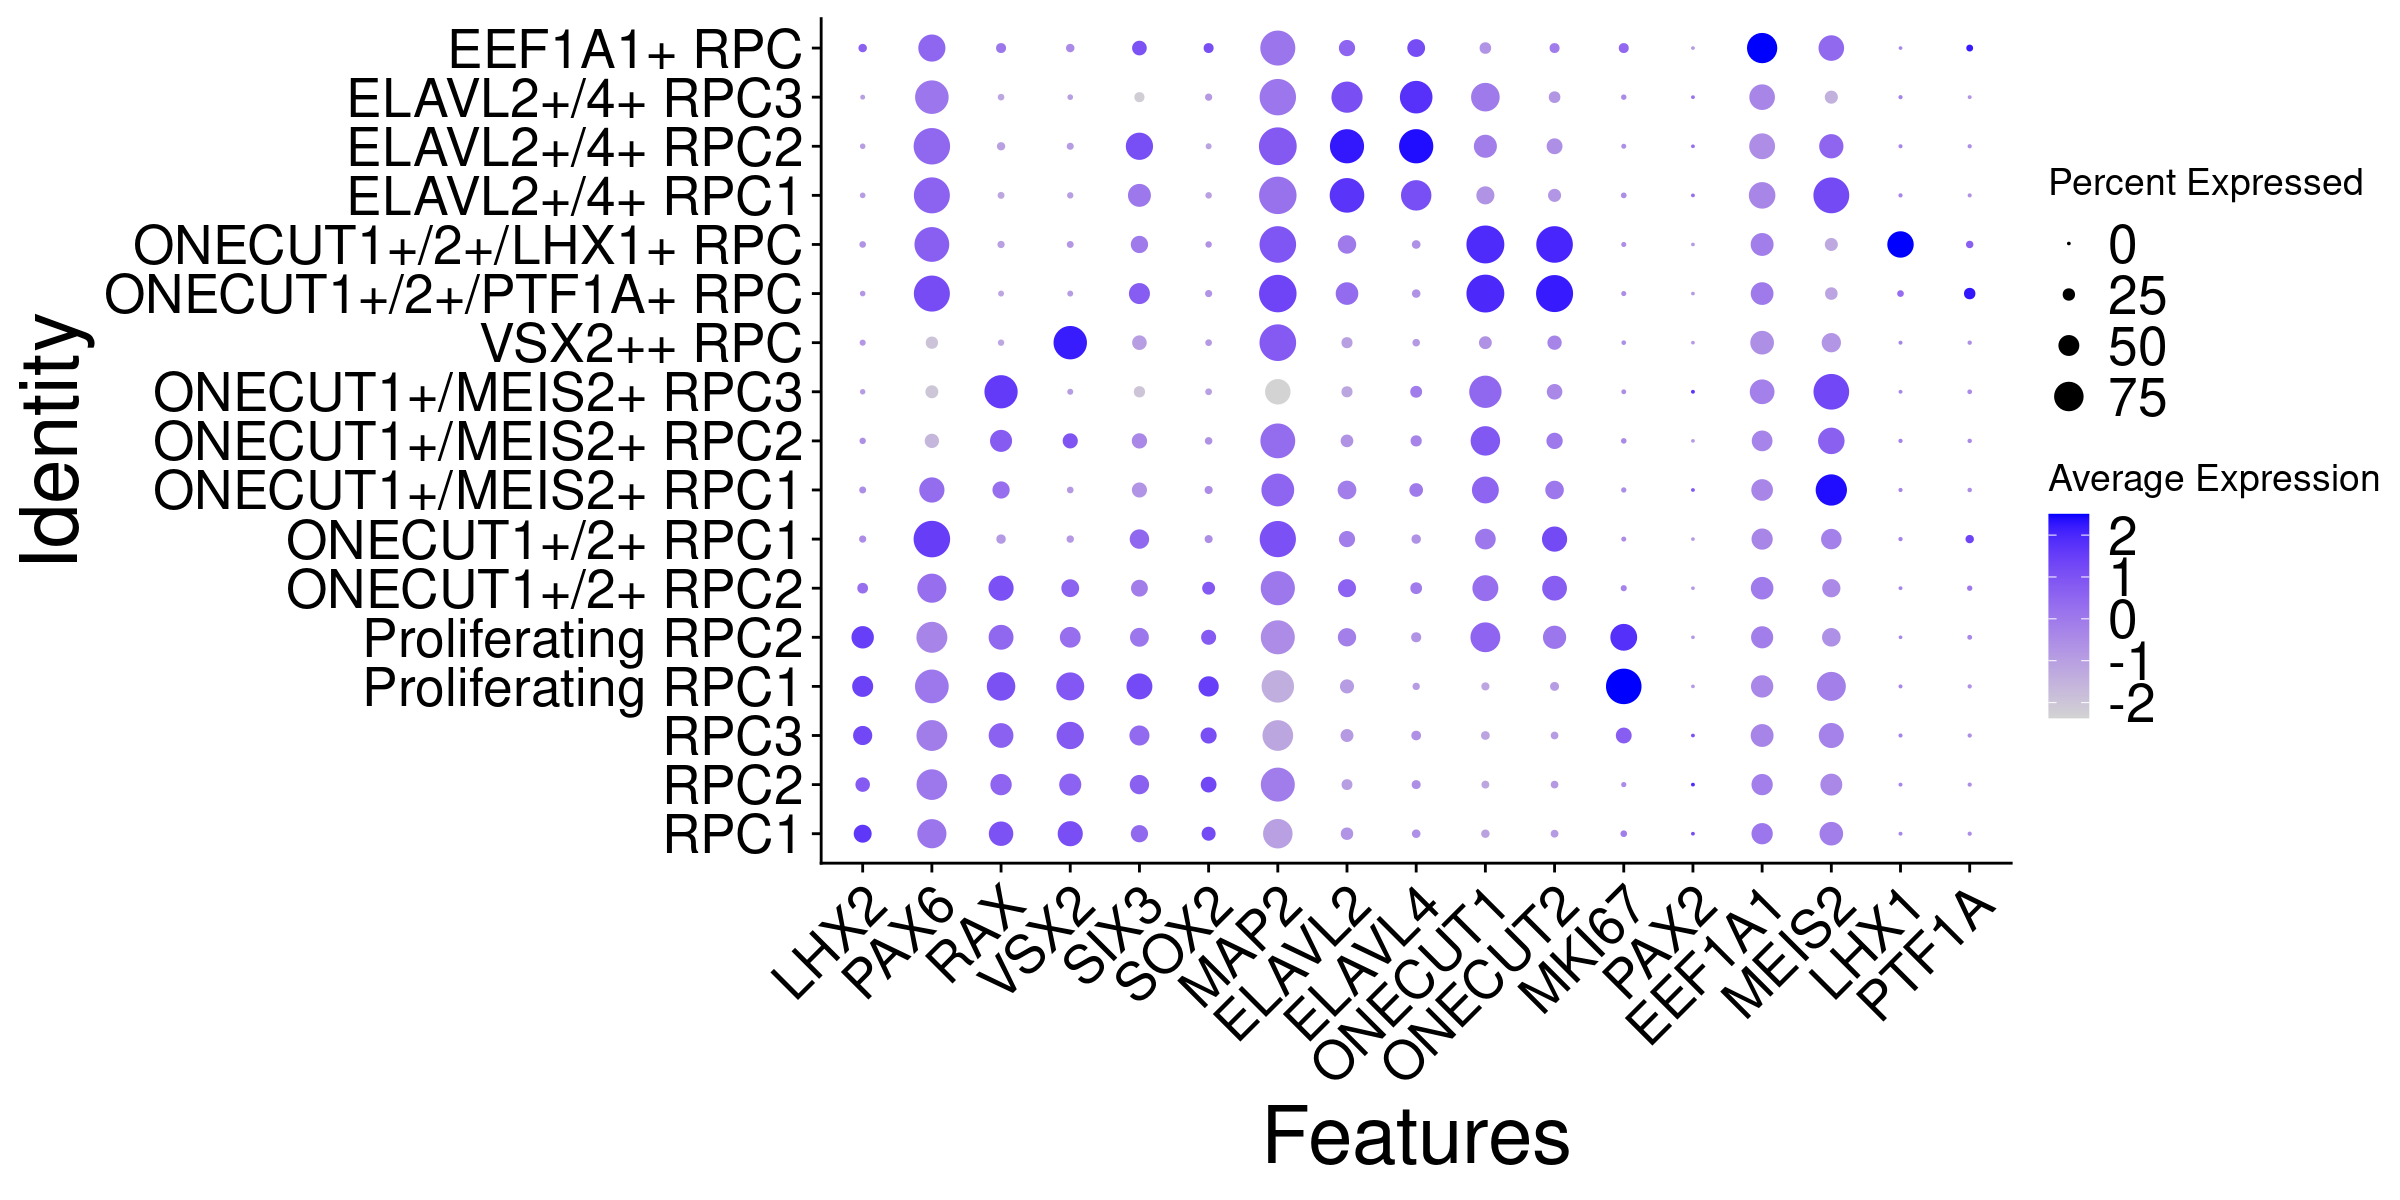 Identity
EEF1A1+ RPC
ELAVL2+/4+ RPC3
ELAVL2+/4+ RPC2
ELAVL2+/4+ RPC1
ONECUT1+/2+/LHX1+ RPC
ONECUT1+/2+/PTF1A+ RPC
VSX2++ RPC
ONECUT1+/MEIS2+ RPC3
ONECUT1+/MEIS2+ RPC2
ONECUT1+/MEIS2+ RPC1
ONECUT1+/2+ RPC1
ONECUT1+/2+ RPC2
Proliferating RPC2
Proliferating RPC1
RPC3
RPC2
RPC1
LHX2
PAX6
RAX
VSX2
SIX3
SOX2
MAP2
ELAVL2
ELAVL4
ONECUT1
ONECUT2
MKI67
PAX2
EEF1A1
MEIS2
LHX1
PTF1A
Features
Percent Expressed
0
25
50
75
Average Expression
2
1
0
-1
-2